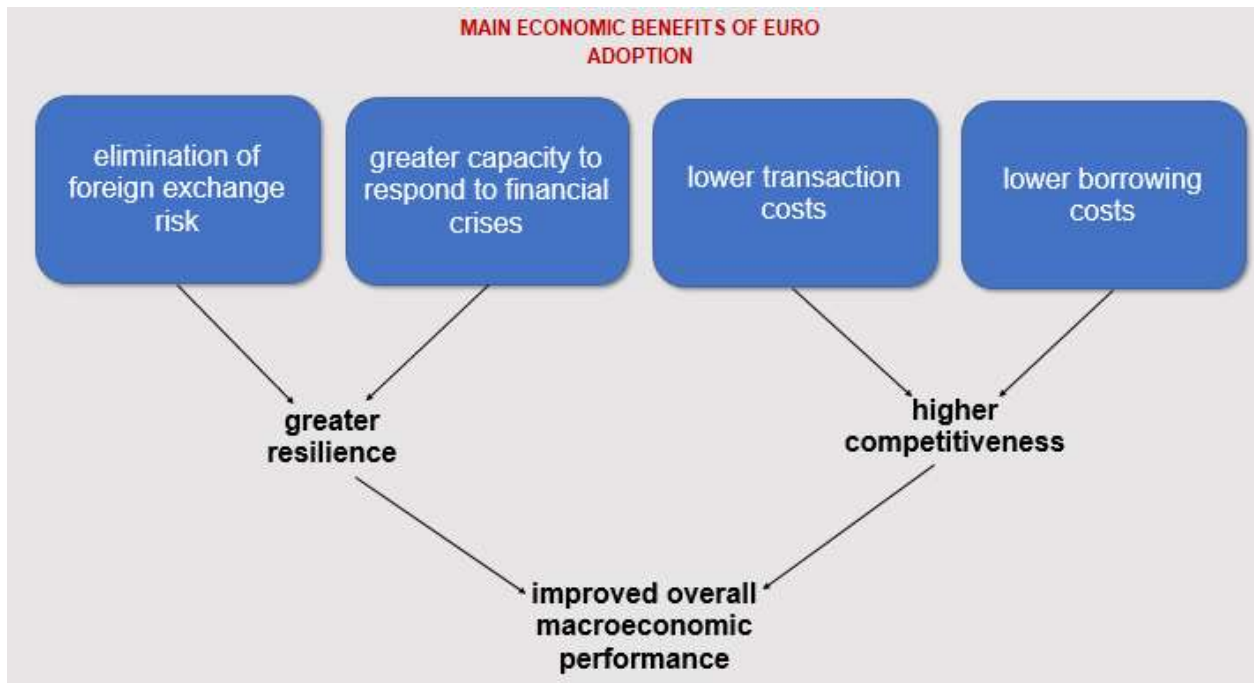 MAIN ECONOMIC BENEFITS OF EURO
ADOPTION
elimination of
foreign exchange
risk
greater capacity to
respond to financial
crises
lower transaction
costs
lower borrowing
costs
greater
resilience
higher
competitiveness
improved overall
macroeconomic
performance